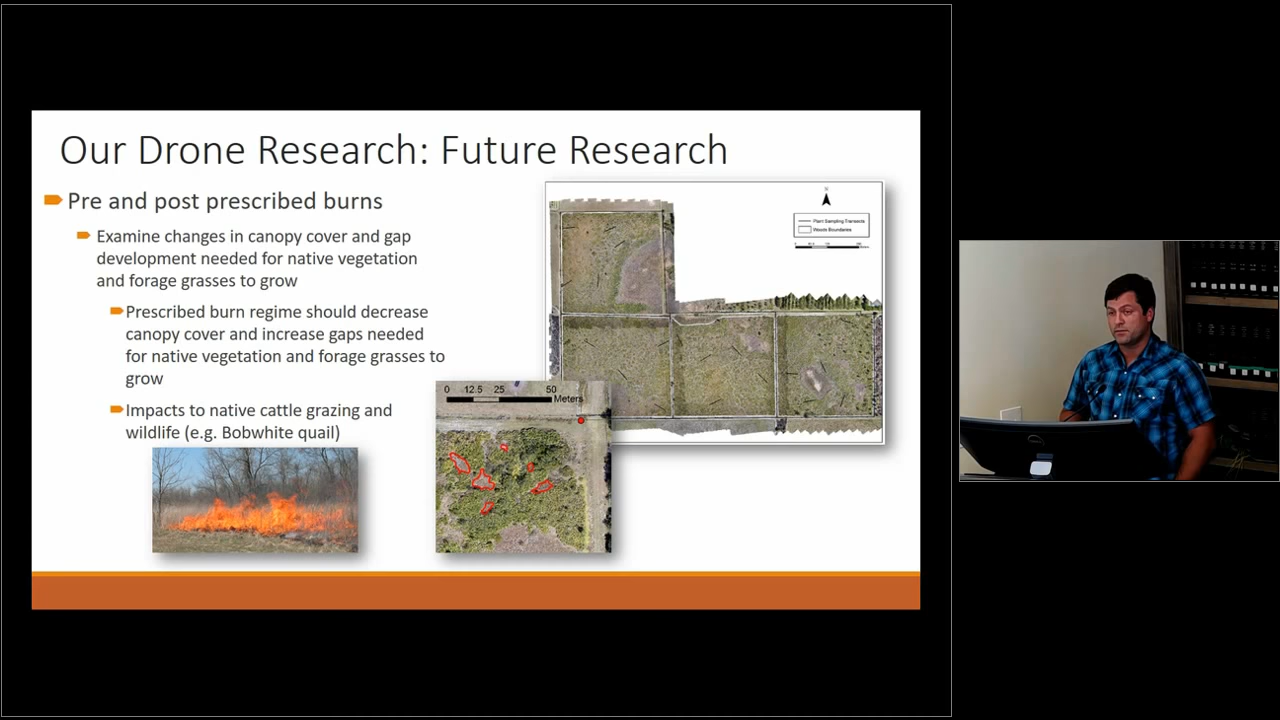 Our Drone Research: Future Research
Pre and post prescribed burns
Examine changes in canopy cover and gap
development needed for native vegetation
and forage grasses to grow
Prescribed burn regime should decrease
canopy cover and increase gaps needed
for native vegetation and forage grasses to
grow
Impacts to native cattle grazing and
wildlife (e.g. Bobwhite quail)
N
Plant Sampling Transects
0 12.5 25 50
Meters